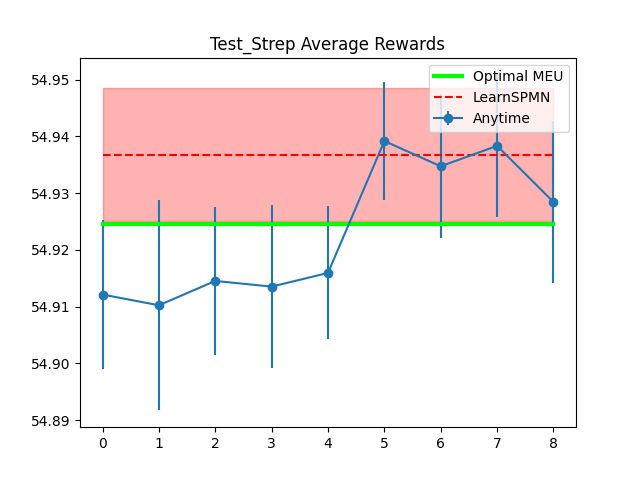 Test_Strep Average Rewards
54.95
54.94
54.93
54.92
54.91
54.90
54.89
0 1 2 3 4 5 6 7 8
Optimal MEU
LearnSPMN
Anytime